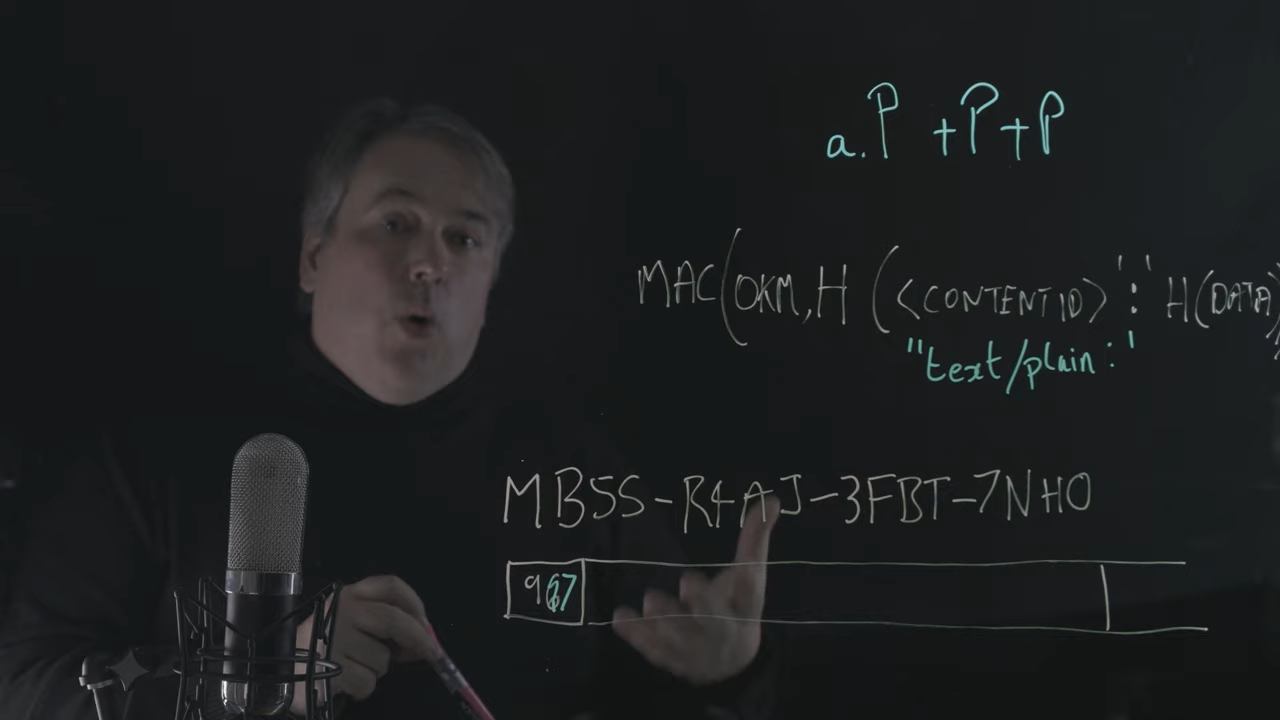 a.P +P+P
MAC(OKM,H (<CONTENTID> ':' H(DATA)
"text/plain:"
MB5S-R4AJ-3FBT-7NHO
967